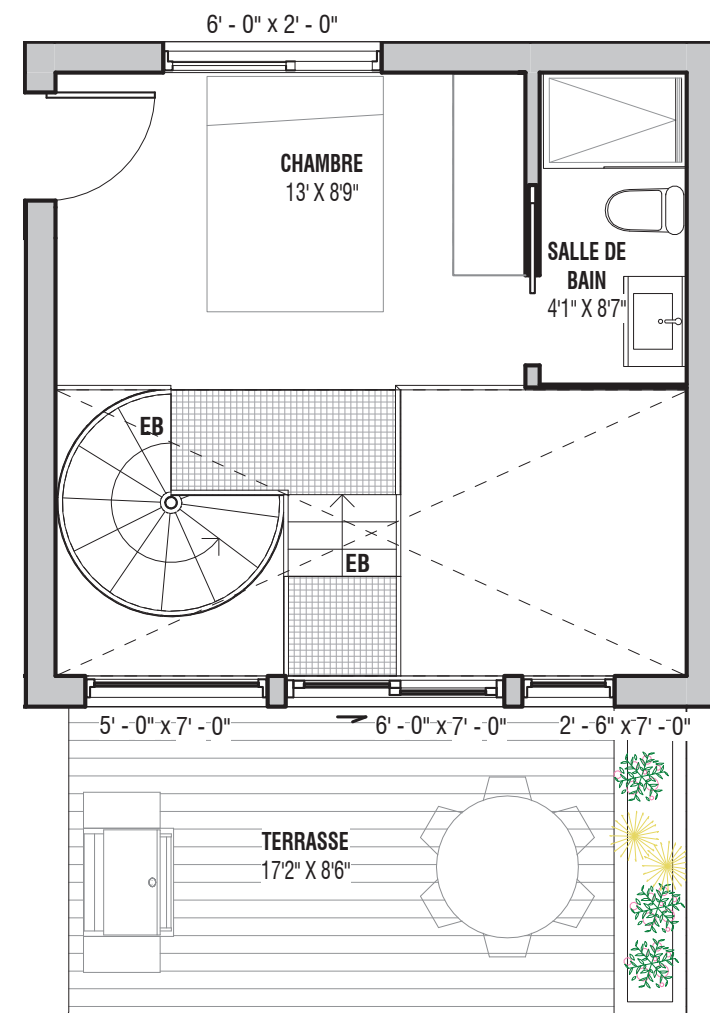 6' - 0" x 2' - 0"
CHAMBRE
13' X 8'9"
SALLE DE
BAIN
4'1" X 8'7"
EB
EB
5' - 0" x 7' - 0"
6' - 0" x 7' - 0"
2' - 6" x 7' - 0"
TERRASSE
17'2" X 8'6"